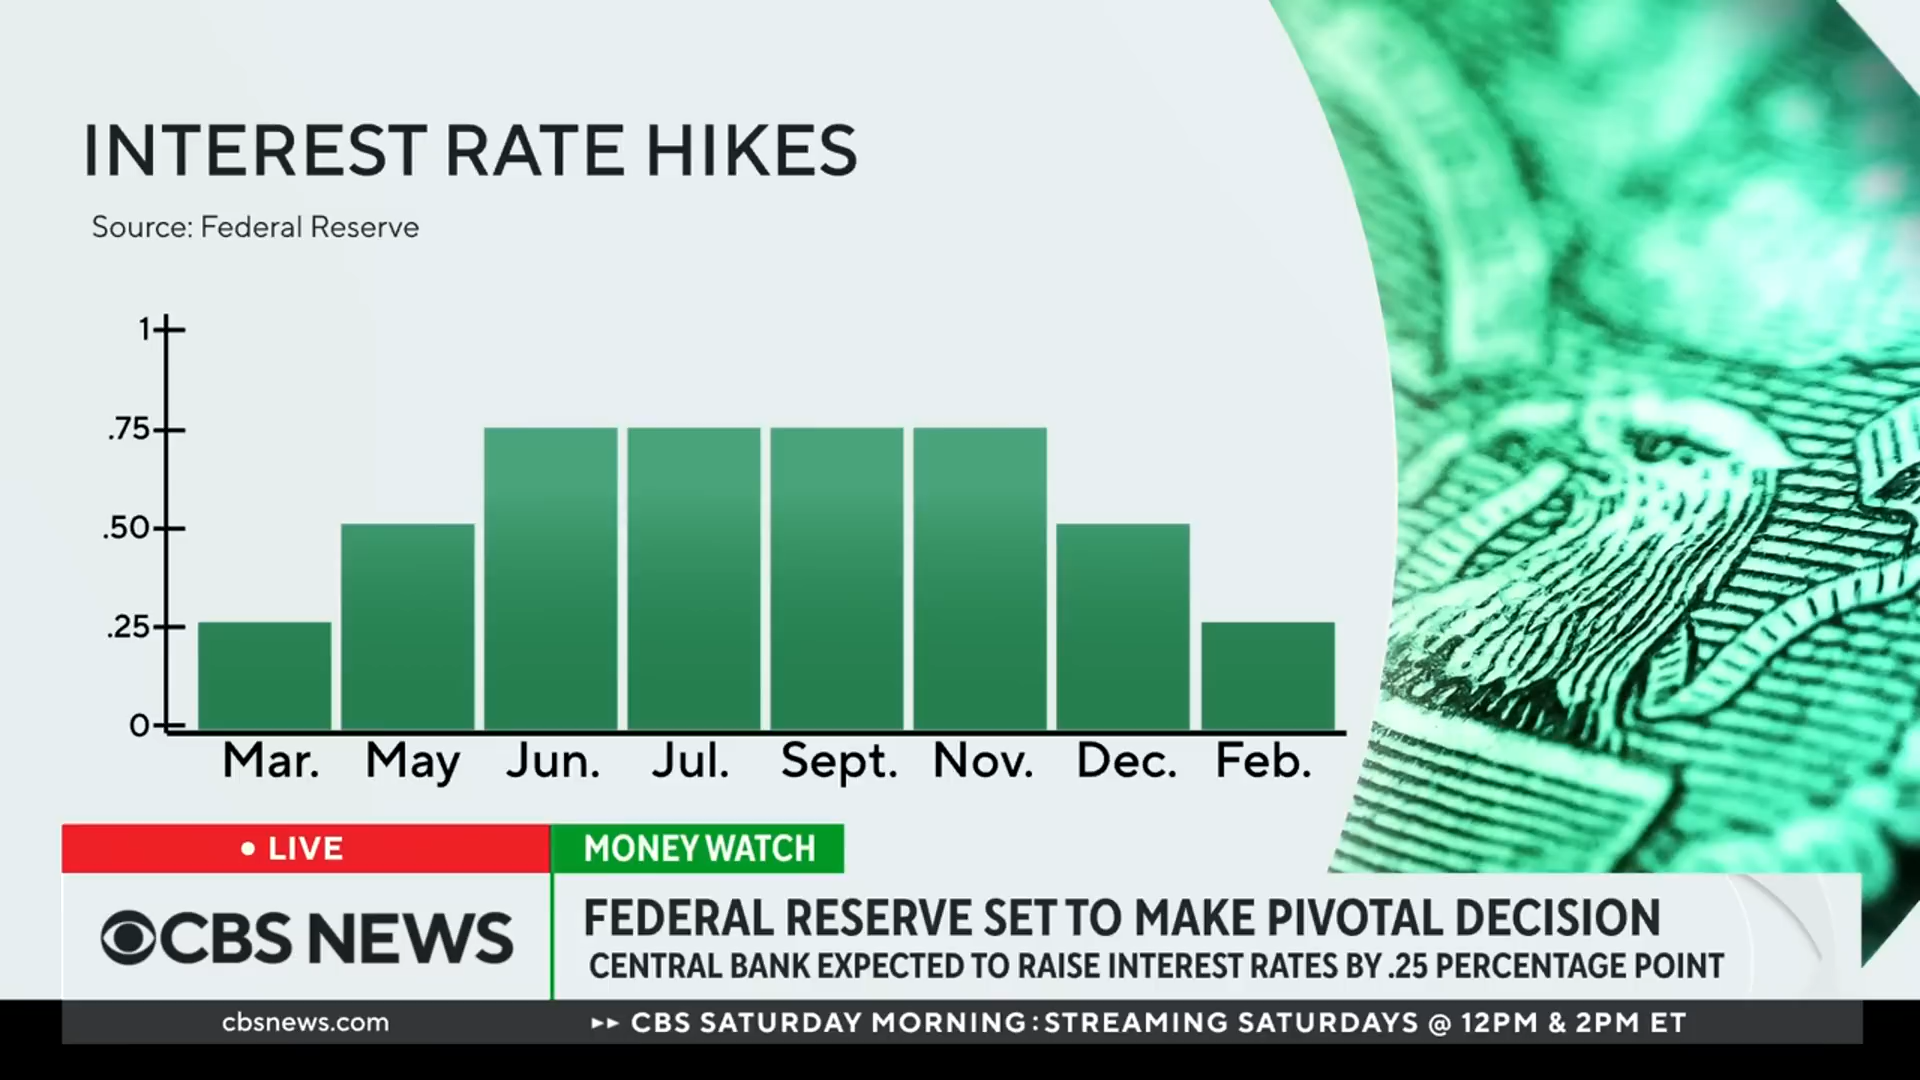 INTEREST RATE HIKES
Source: Federal Reserve
1
.75
.50
.25
0
Mar. May Jun. Jul. Sept. Nov. Dec. Feb.
• LIVE
MONEY WATCH
CBS NEWS
FEDERAL RESERVE SET TO MAKE PIVOTAL DECISION
CENTRAL BANK EXPECTED TO RAISE INTEREST RATES BY .25 PERCENTAGE POINT
cbsnews.com
CBS SATURDAY MORNING: STREAMING SATURDAYS @ 12PM & 2PM ET